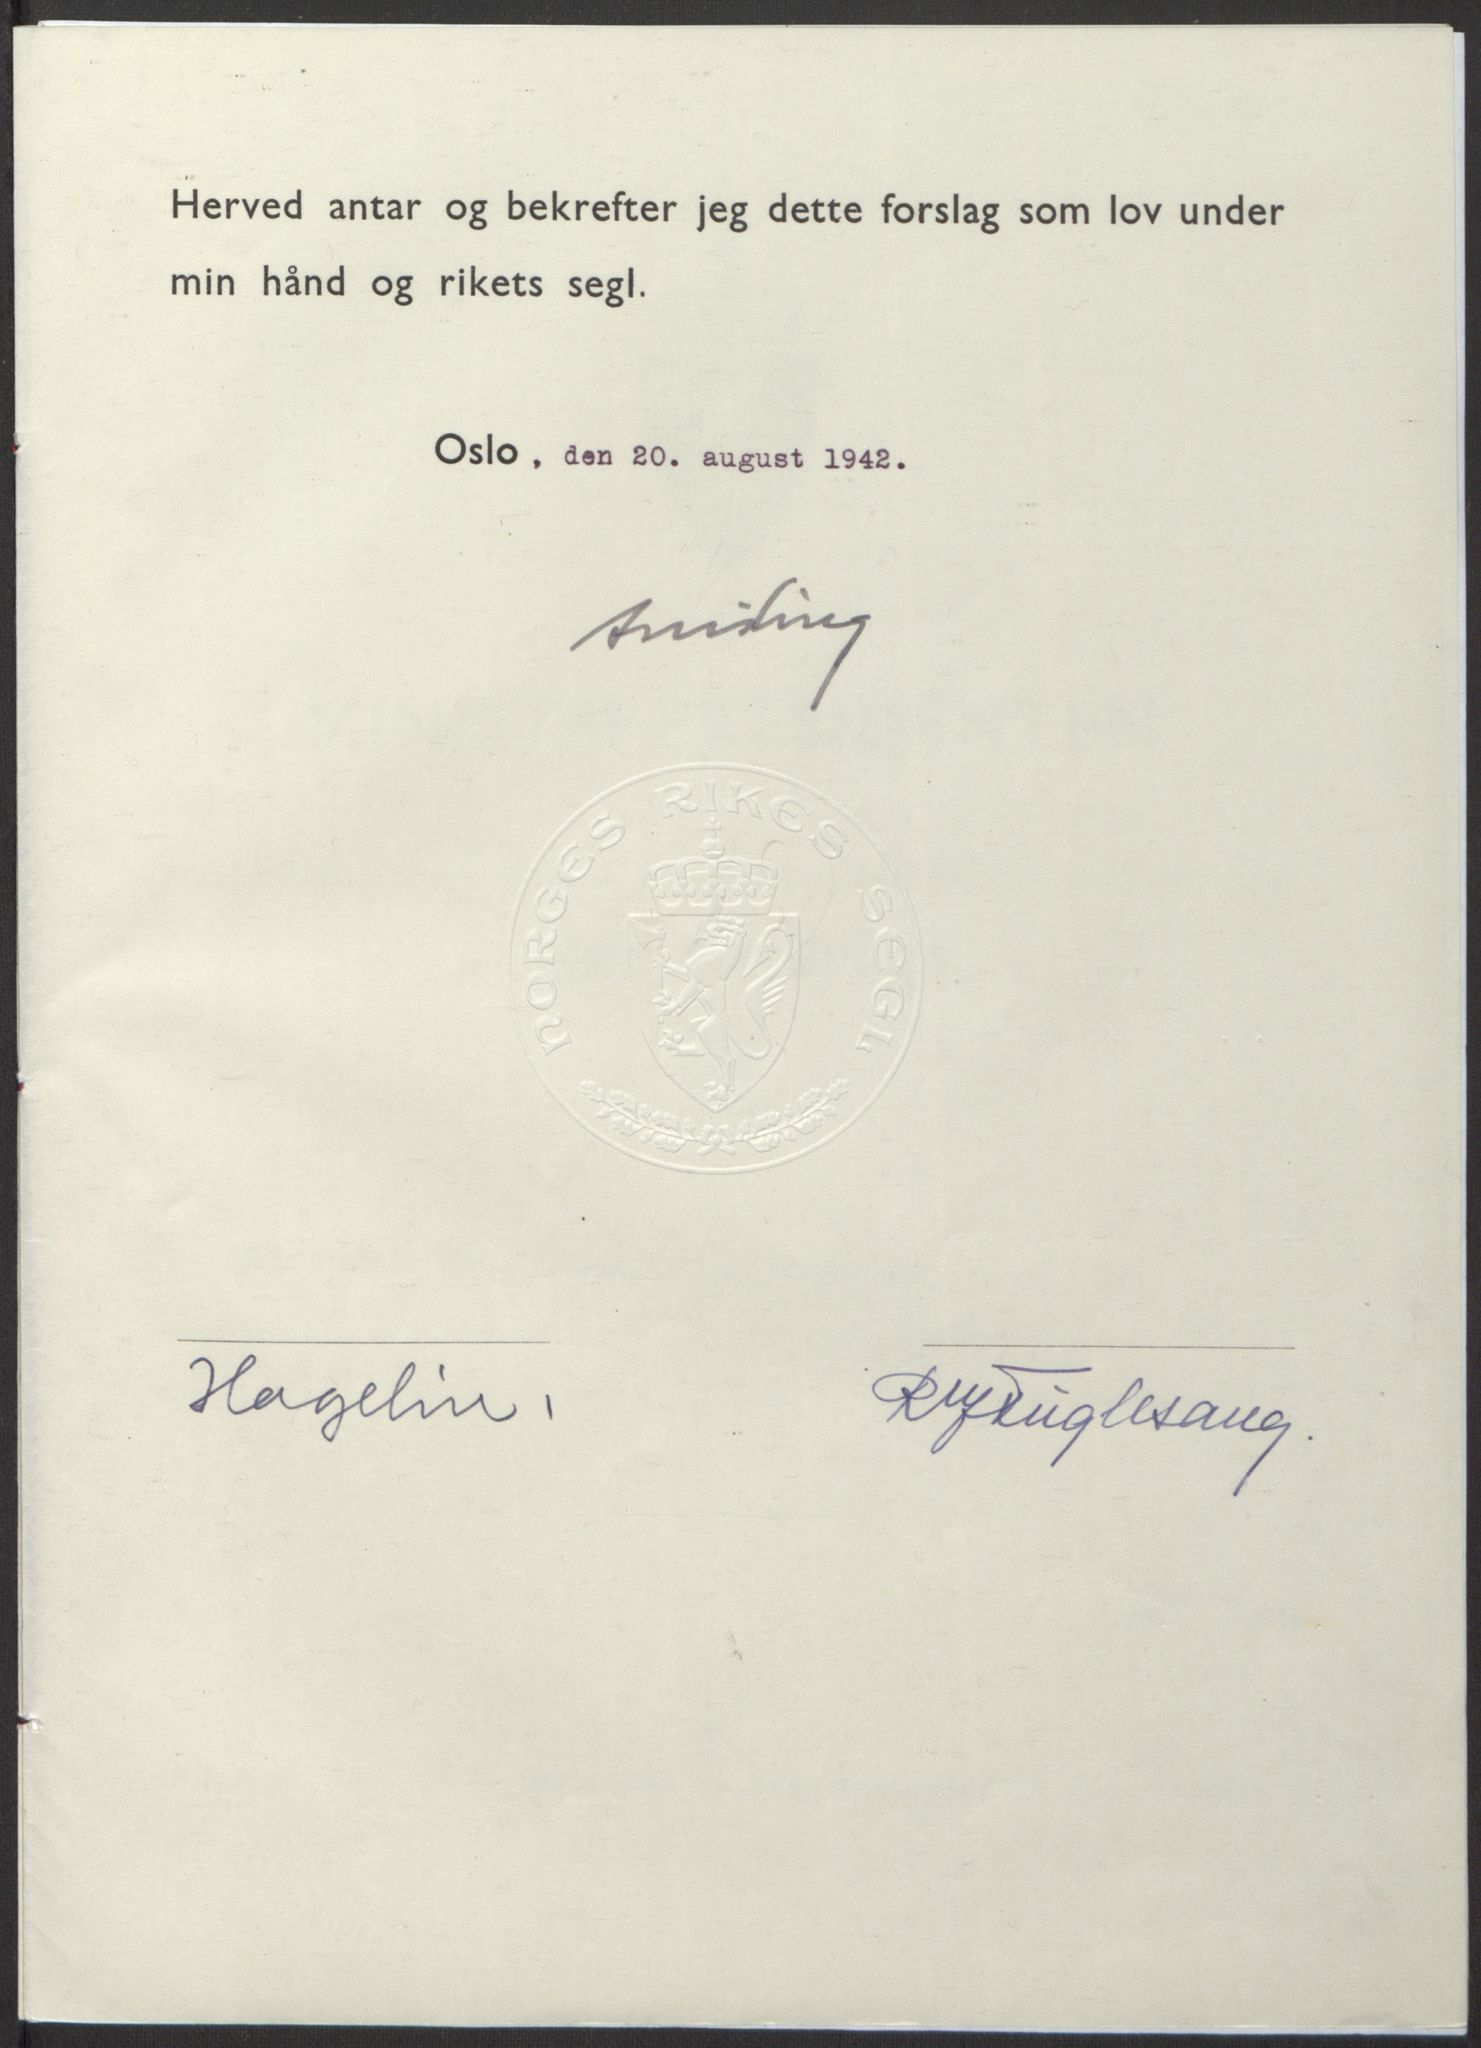 Herved antar og bekrefter jeg dette forslag som lov under
min hånd og rikets segl.
Oslo, den 20. august 1942.
NORGES RIKES SEGL
Hagelin.
Fuglesang.